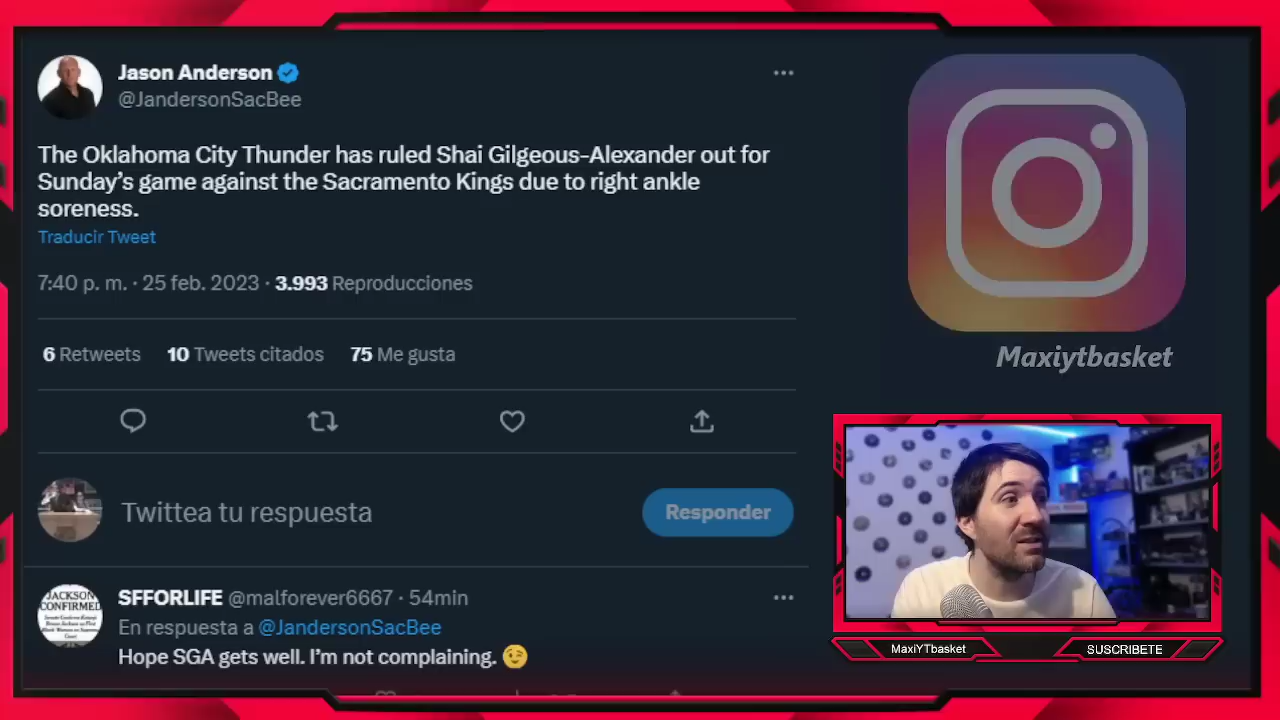 Jason Anderson
@JandersonSacBee
The Oklahoma City Thunder has ruled Shai Gilgeous-Alexander out for
Sunday’s game against the Sacramento Kings due to right ankle
soreness.
Traducir Tweet
7:40 p. m. · 25 feb. 2023 · 3.993 Reproducciones
6 Retweets 10 Tweets citados 75 Me gusta
Twittea tu respuesta
Responder
JACKSON
CONFIRMED
SFFORLIFE @malforever6667 · 54min
En respuesta a @JandersonSacBee
Hope SGA gets well. I’m not complaining. 😉
Maxiytbasket
MaxiYTbasket
SUSCRIBETE